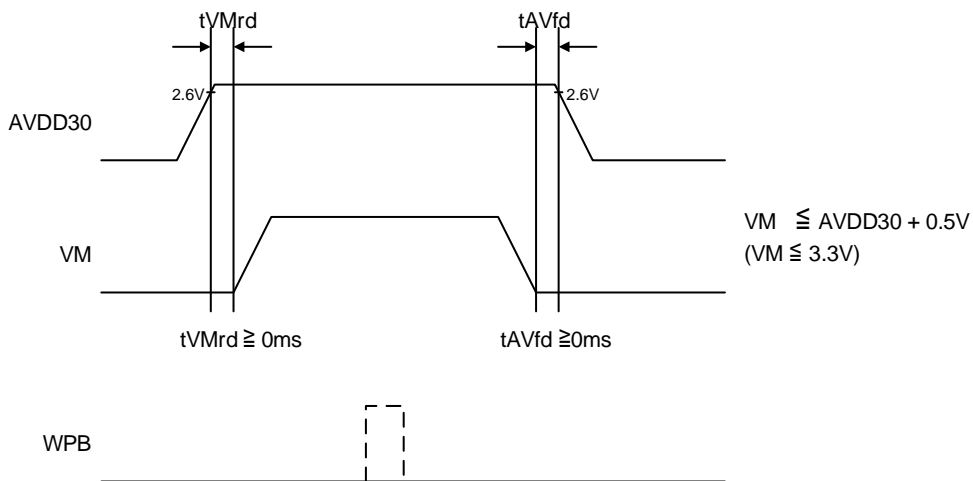 tVMrd tAVfd
2.6V 2.6V
AVDD30
VM ≦ AVDD30 + 0.5V
VM (VM ≦ 3.3V)
tVMrd ≧ 0ms tAVfd ≧0ms
WPB